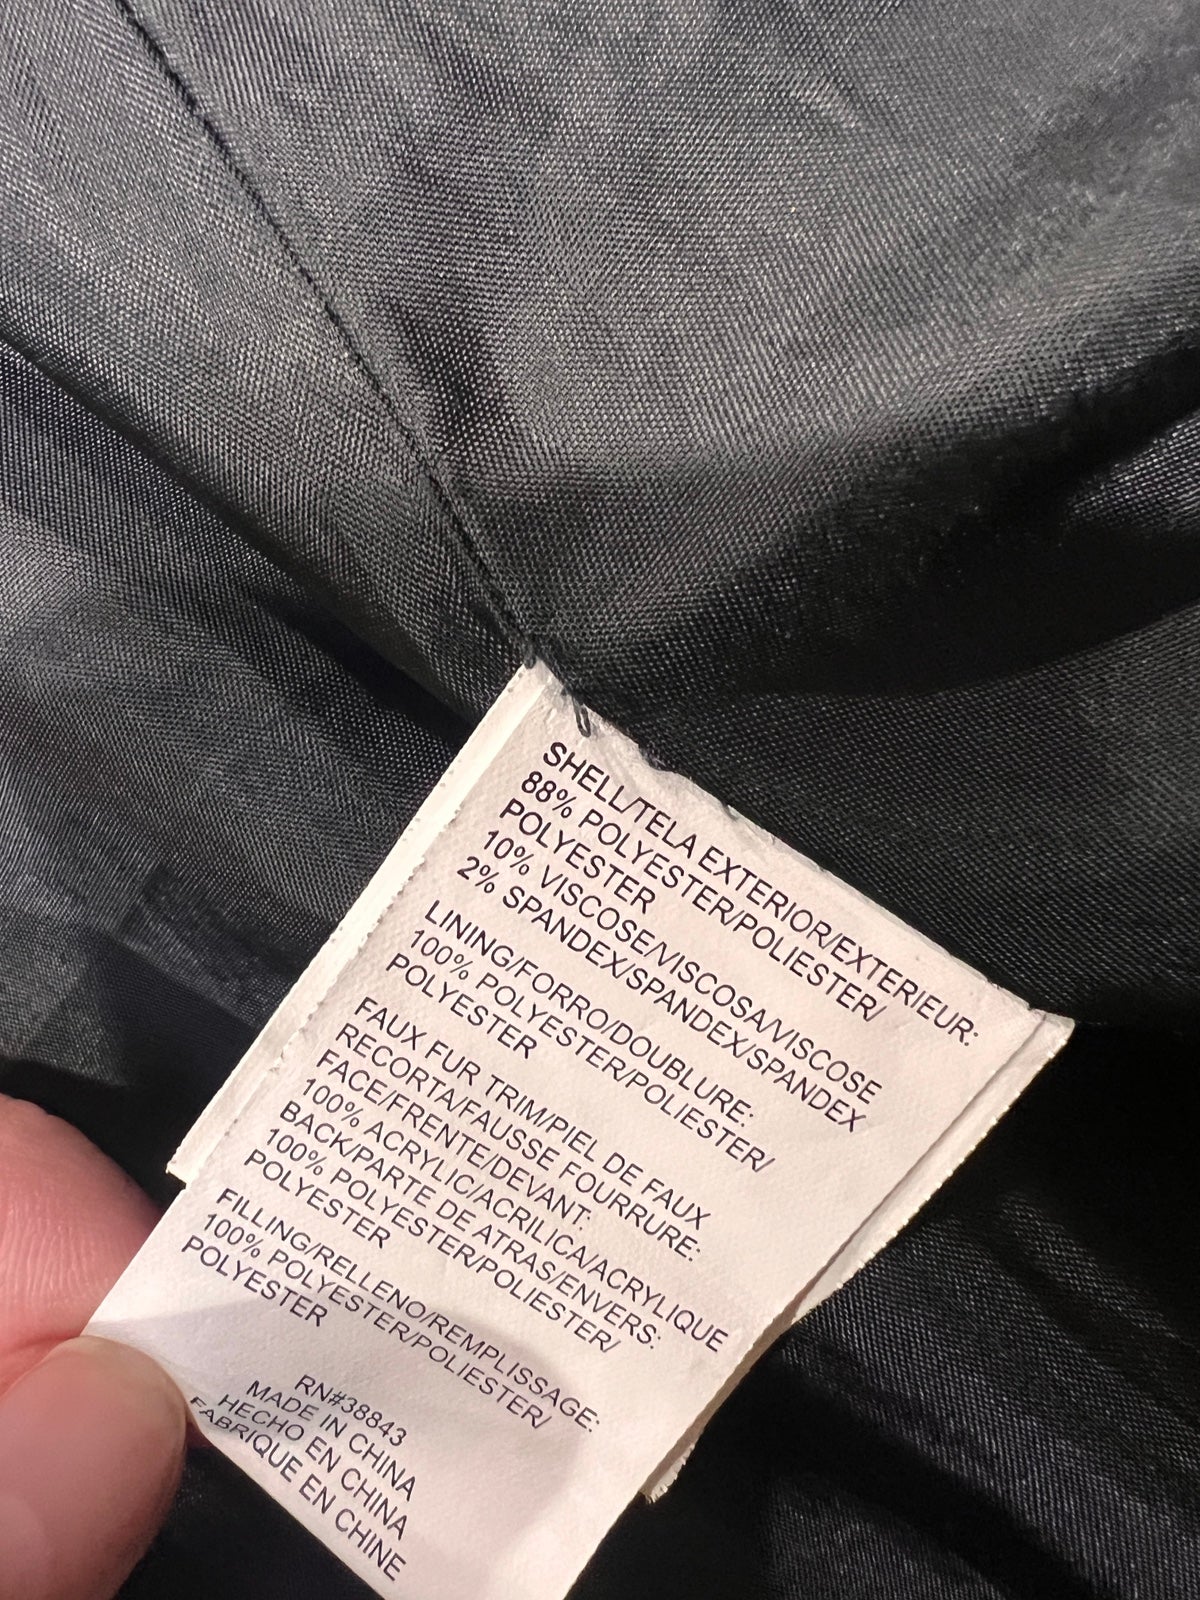 SHELL/TELA EXTERIOR/EXTERIEUR:
88% POLYESTER/POLIESTER/
POLYESTER
10% VISCOSE/VISCOSA/VISCOSE
2% SPANDEX/SPANDEX/SPANDEX
LINING/FORRO/DOUBLURE:
100% POLYESTER/POLIESTER/
POLYESTER
FAUX FUR TRIM/PIEL DE FAUX
RECORTA/FAUSSE FOURRURE:
FACE/FRENTE/DEVANT:
100% ACRYLIC/ACRILICA/ACRYLIQUE
BACK/PARTE DE ATRAS/ENVERS:
100% POLYESTER/POLIESTER/
POLYESTER
FILLING/RELLENO/REMPLISSAGE:
100% POLYESTER/POLIESTER/
POLYESTER
RN#38843
MADE IN CHINA
HECHO EN CHINA
FABRIQUE EN CHINE